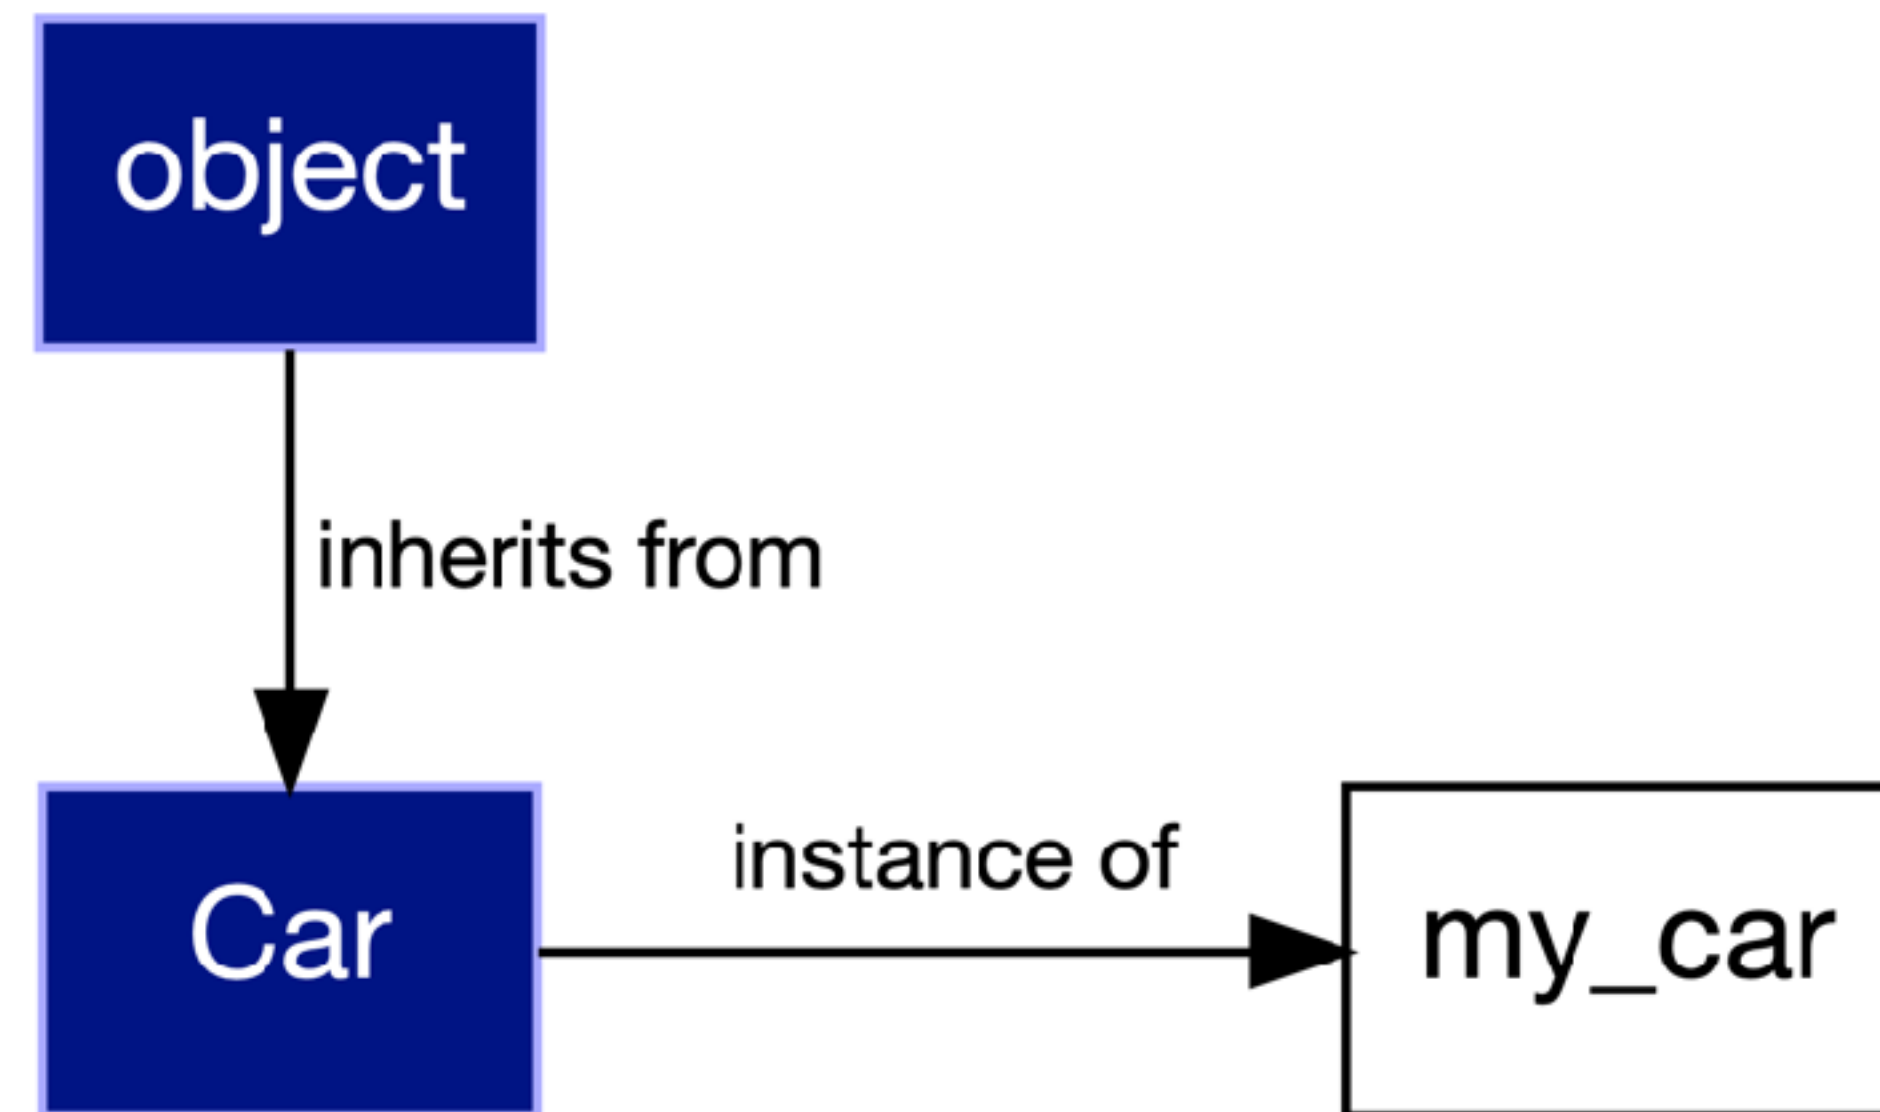 object
inherits from
instance of
Car
my_car